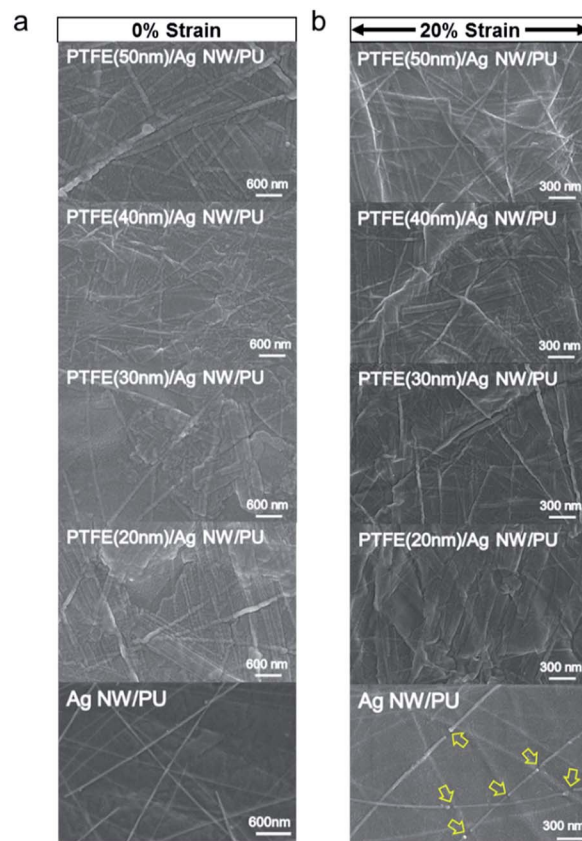 a
0% Strain
PTFE(50nm)/Ag NW/PU
600 nm
PTFE(40nm)/Ag NW/PU
600 nm
PTFE(30nm)/Ag NW/PU
600 nm
PTFE(20nm)/Ag NW/PU
600 nm
Ag NW/PU
600nm
b
20% Strain
PTFE(50nm)/Ag NW/PU
300 nm
PTFE(40nm)/Ag NW/PU
300 nm
PTFE(30nm)/Ag NW/PU
300 nm
PTFE(20nm)/Ag NW/PU
300 nm
Ag NW/PU
300 nm